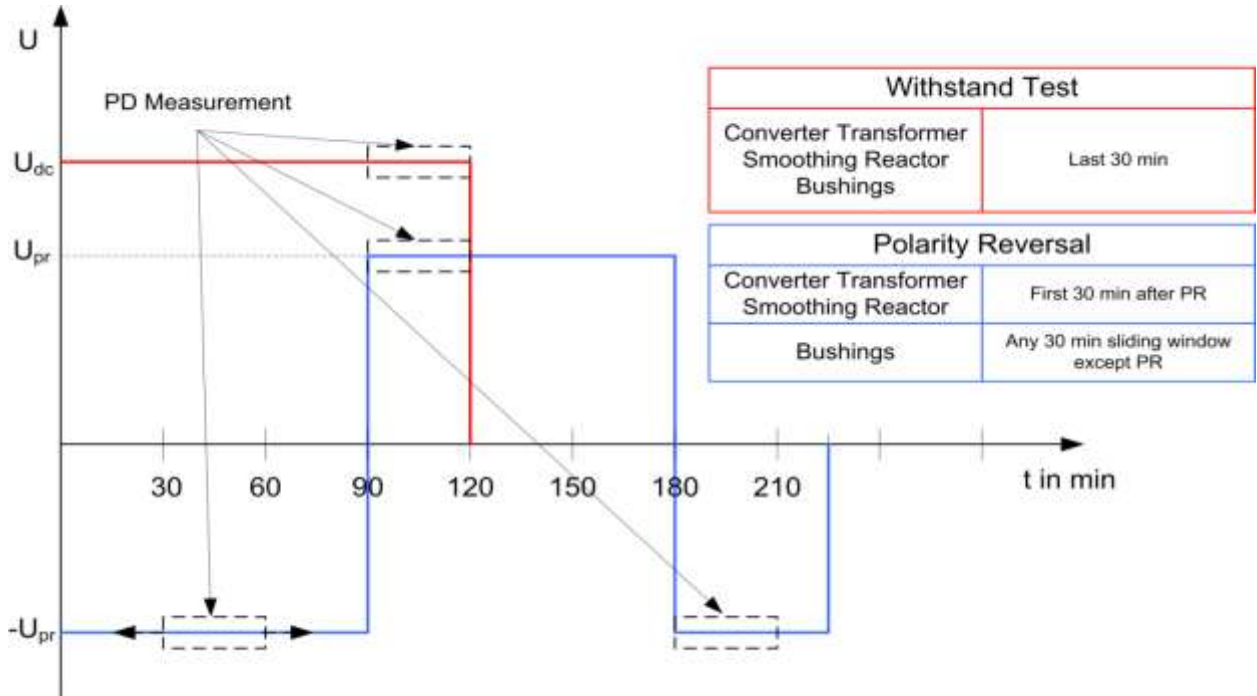 U
PD Measurement
Udc
Upr
-Upr
30 60 90 120 150 180 210
t in min
Withstand Test
Converter Transformer
Smoothing Reactor
Bushings
Last 30 min
Polarity Reversal
Converter Transformer
Smoothing Reactor
First 30 min after PR
Bushings
Any 30 min sliding window
except PR